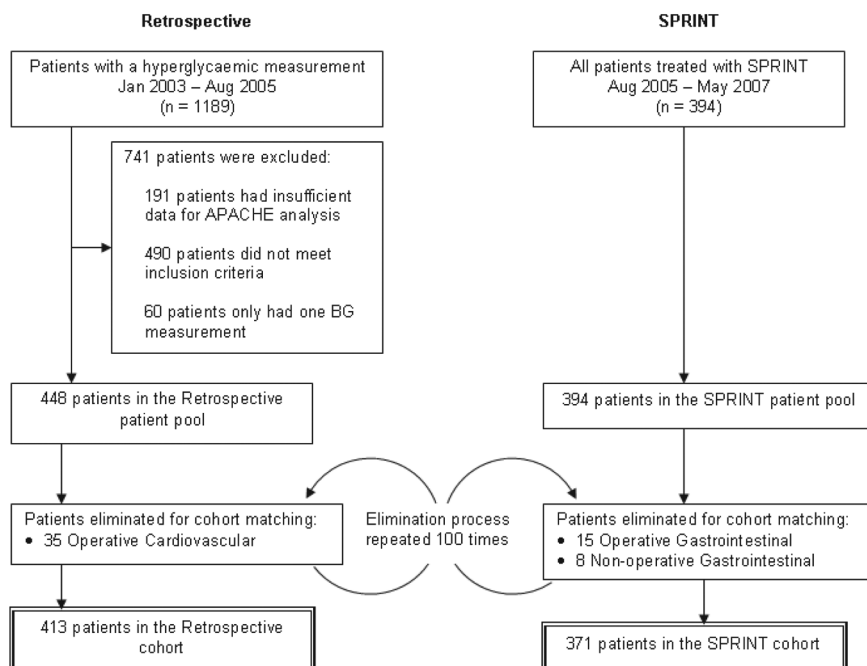 Retrospective
Patients with a hyperglycaemic measurement
Jan 2003 – Aug 2005
(n = 1189)
741 patients were excluded:
191 patients had insufficient
data for APACHE analysis
490 patients did not meet
inclusion criteria
60 patients only had one BG
measurement
448 patients in the Retrospective
patient pool
Patients eliminated for cohort matching:
• 35 Operative Cardiovascular
413 patients in the Retrospective
cohort
Elimination process
repeated 100 times
SPRINT
All patients treated with SPRINT
Aug 2005 – May 2007
(n = 394)
394 patients in the SPRINT patient pool
Patients eliminated for cohort matching:
• 15 Operative Gastrointestinal
• 8 Non-operative Gastrointestinal
371 patients in the SPRINT cohort